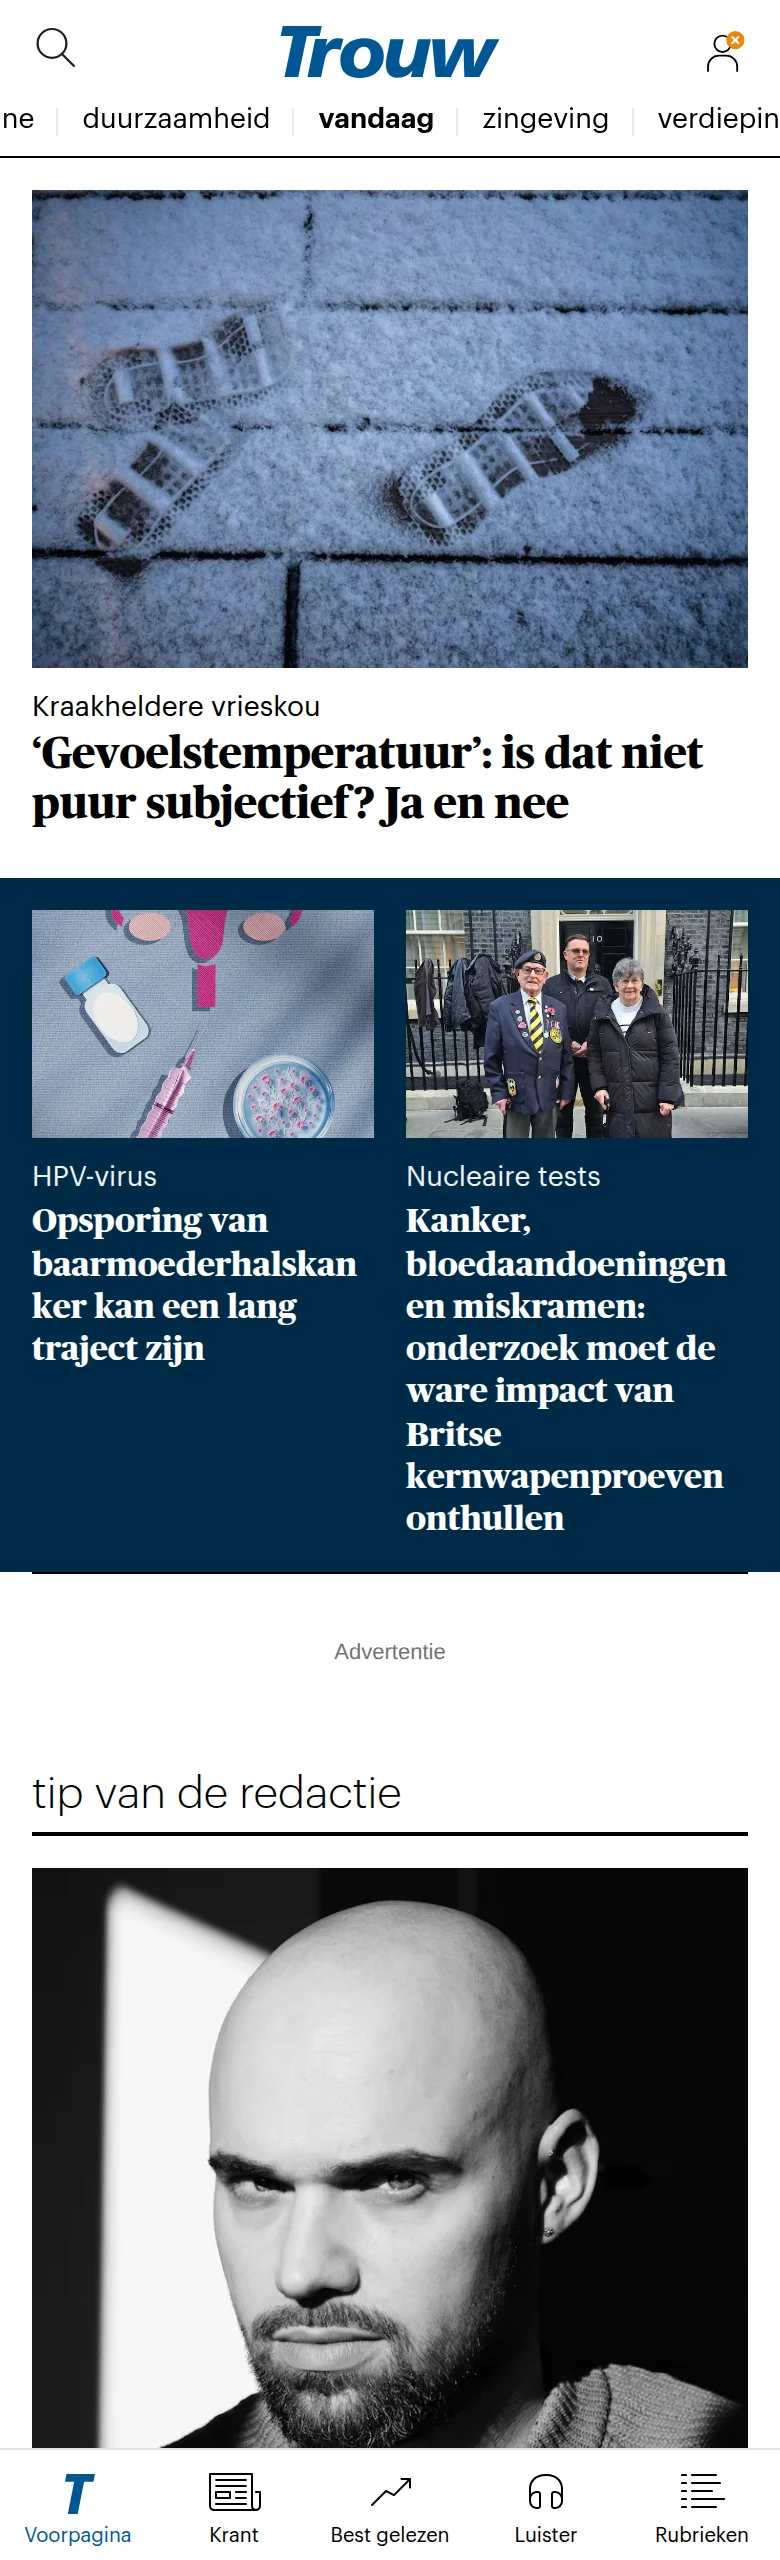 Trouw
ne duurzaamheid vandaag zingeving verdiepin
Kraakheldere vrieskou
‘Gevoelstemperatuur’: is dat niet
puur subjectief? Ja en nee
10
HPV-virus
Opsporing van
baarmoederhalskan
ker kan een lang
traject zijn
Nucleaire tests
Kanker,
bloedaandoeningen
en miskramen:
onderzoek moet de
ware impact van
Britse
kernwapenproeven
onthullen
Advertentie
tip van de redactie
T
Voorpagina
Krant
Best gelezen
Luister
Rubrieken